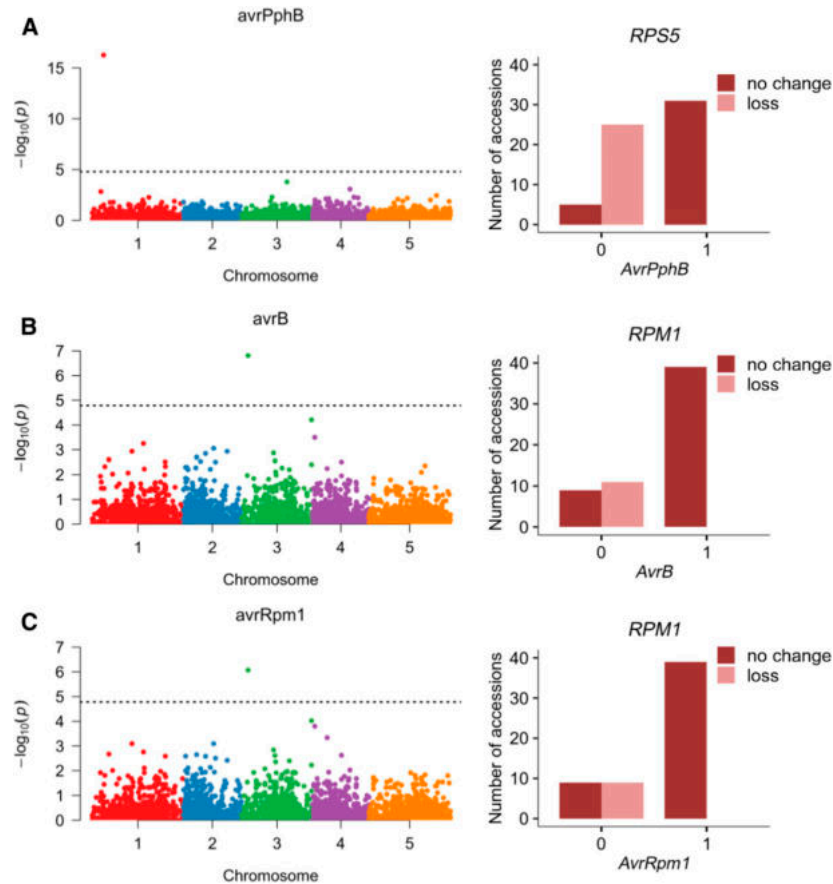 A
avrPphB
−log10(p)
15
10
5
0
1 2 3 4 5
Chromosome
RPS5
Number of accessions
40
30
20
10
0
0 1
AvrPphB
no change
loss
B
avrB
−log10(p)
7
6
5
4
3
2
1
0
1 2 3 4 5
Chromosome
RPM1
Number of accessions
40
30
20
10
0
0 1
AvrB
no change
loss
C
avrRpm1
−log10(p)
7
6
5
4
3
2
1
0
1 2 3 4 5
Chromosome
RPM1
Number of accessions
40
30
20
10
0
0 1
AvrRpm1
no change
loss